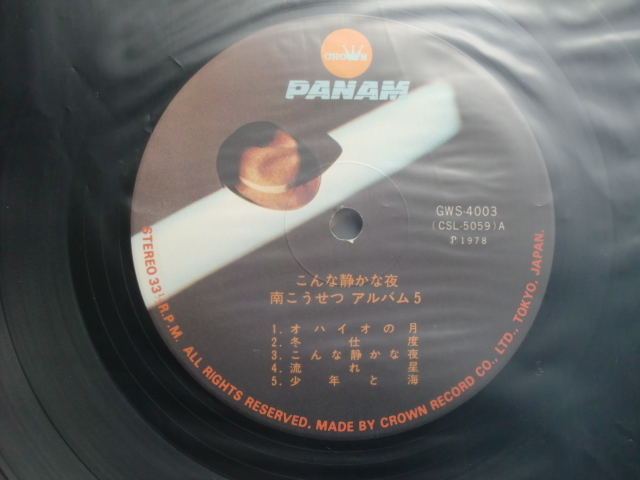 CROWN
PANAM
GWS-4003
(CSL-5059)A
Ⓟ1978
こんな静かな夜
南こうせつ アルバム5
1. オハイオの月
2. 冬仕度
3. こんな静かな夜
4. 流れ星
5. 少年と海
STEREO 33⅓ R.P.M. ALL RIGHTS RESERVED. MADE BY CROWN RECORD CO., LTD., TOKYO, JAPAN.